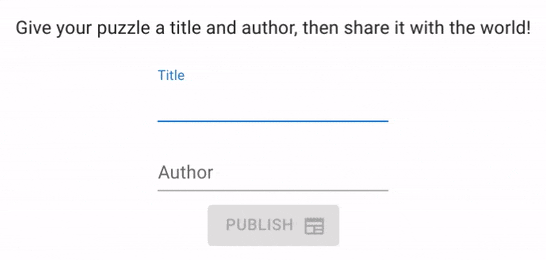 Give your puzzle a title and author, then share it with the world!
Title
Author
PUBLISH